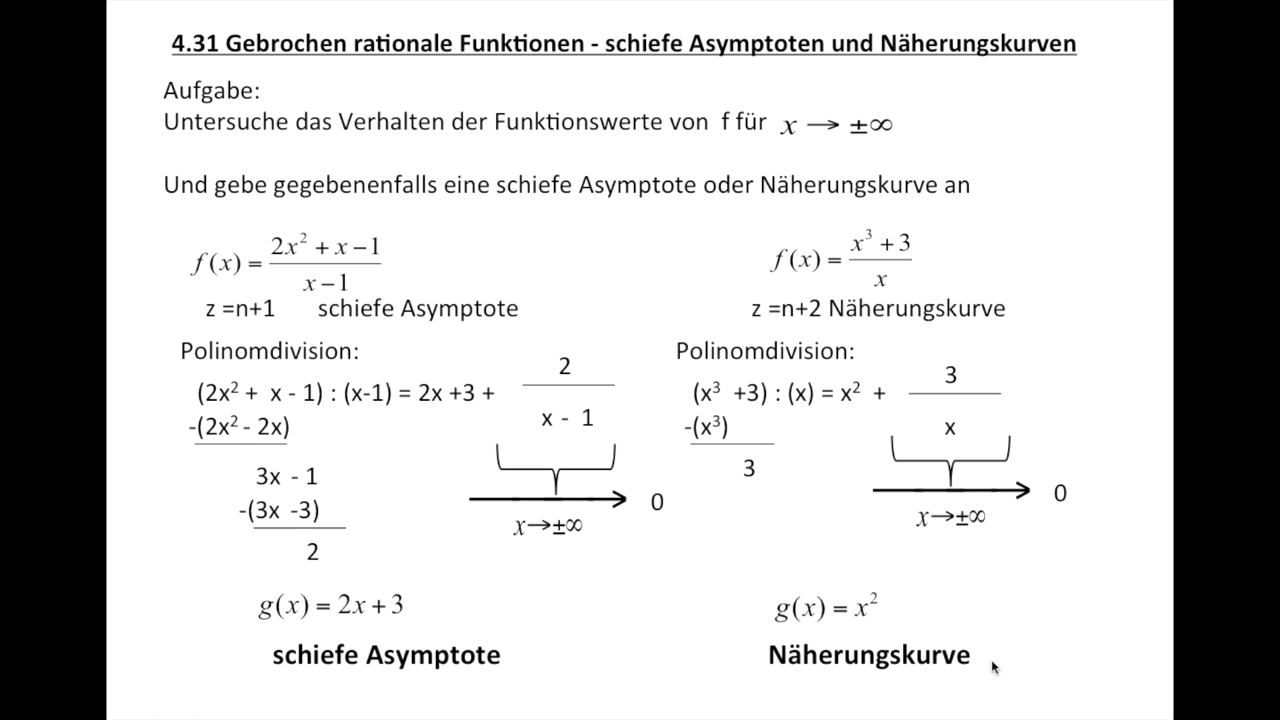 4.31 Gebrochen rationale Funktionen - schiefe Asymptoten und Näherungskurven
Aufgabe:
Untersuche das Verhalten der Funktionswerte von f für x → ±∞
Und gebe gegebenenfalls eine schiefe Asymptote oder Näherungskurve an
f(x) = (2x² + x − 1) / (x − 1)
z =n+1 schiefe Asymptote
Polinomdivision:
(2x² + x - 1) : (x-1) = 2x +3 + 2 / (x - 1)
-(2x² - 2x)
3x - 1
-(3x -3)
2
x→±∞ 0
g(x) = 2x + 3
schiefe Asymptote
f(x) = (x³ + 3) / x
z =n+2 Näherungskurve
Polinomdivision:
(x³ +3) : (x) = x² + 3 / x
-(x³)
3
x→±∞ 0
g(x) = x²
Näherungskurve